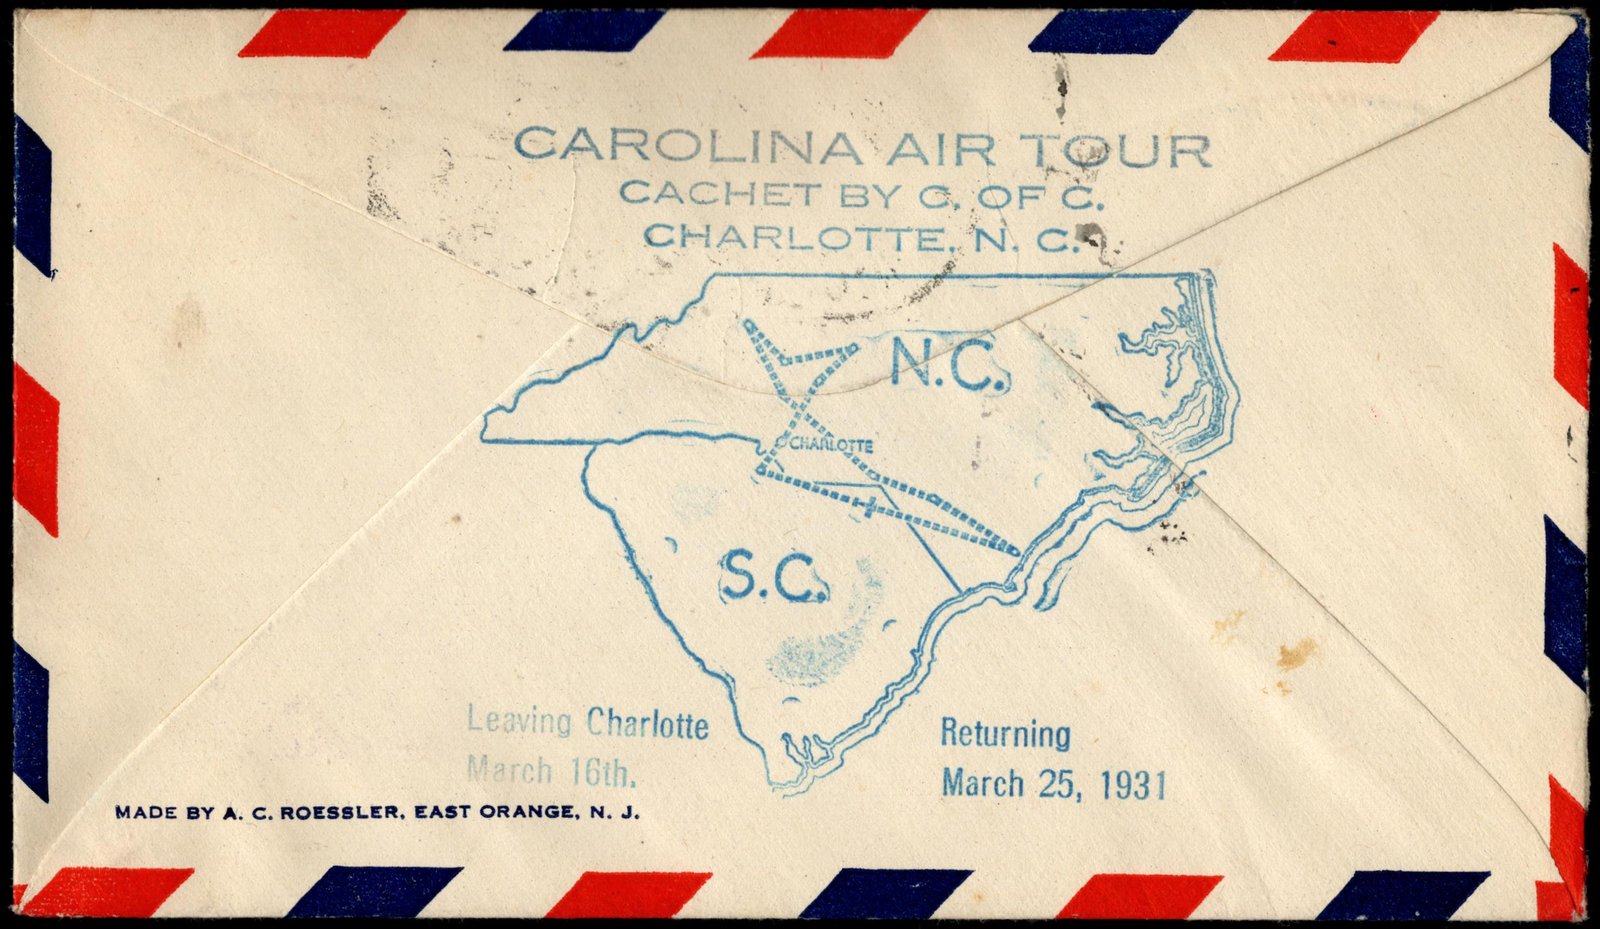 CAROLINA AIR TOUR
CACHET BY C. OF C.
CHARLOTTE, N. C.
N.C.
CHARLOTTE
S.C.
Leaving Charlotte
March 16th.
Returning
March 25, 1931
MADE BY A. C. ROESSLER, EAST ORANGE, N. J.